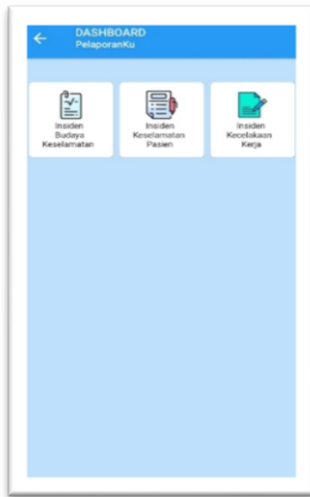 DASHBOARD
PelaporanKu
Insiden
Budaya
Keselamatan
Insiden
Keselamatan
Pasien
Insiden
Kecelakaan
Kerja